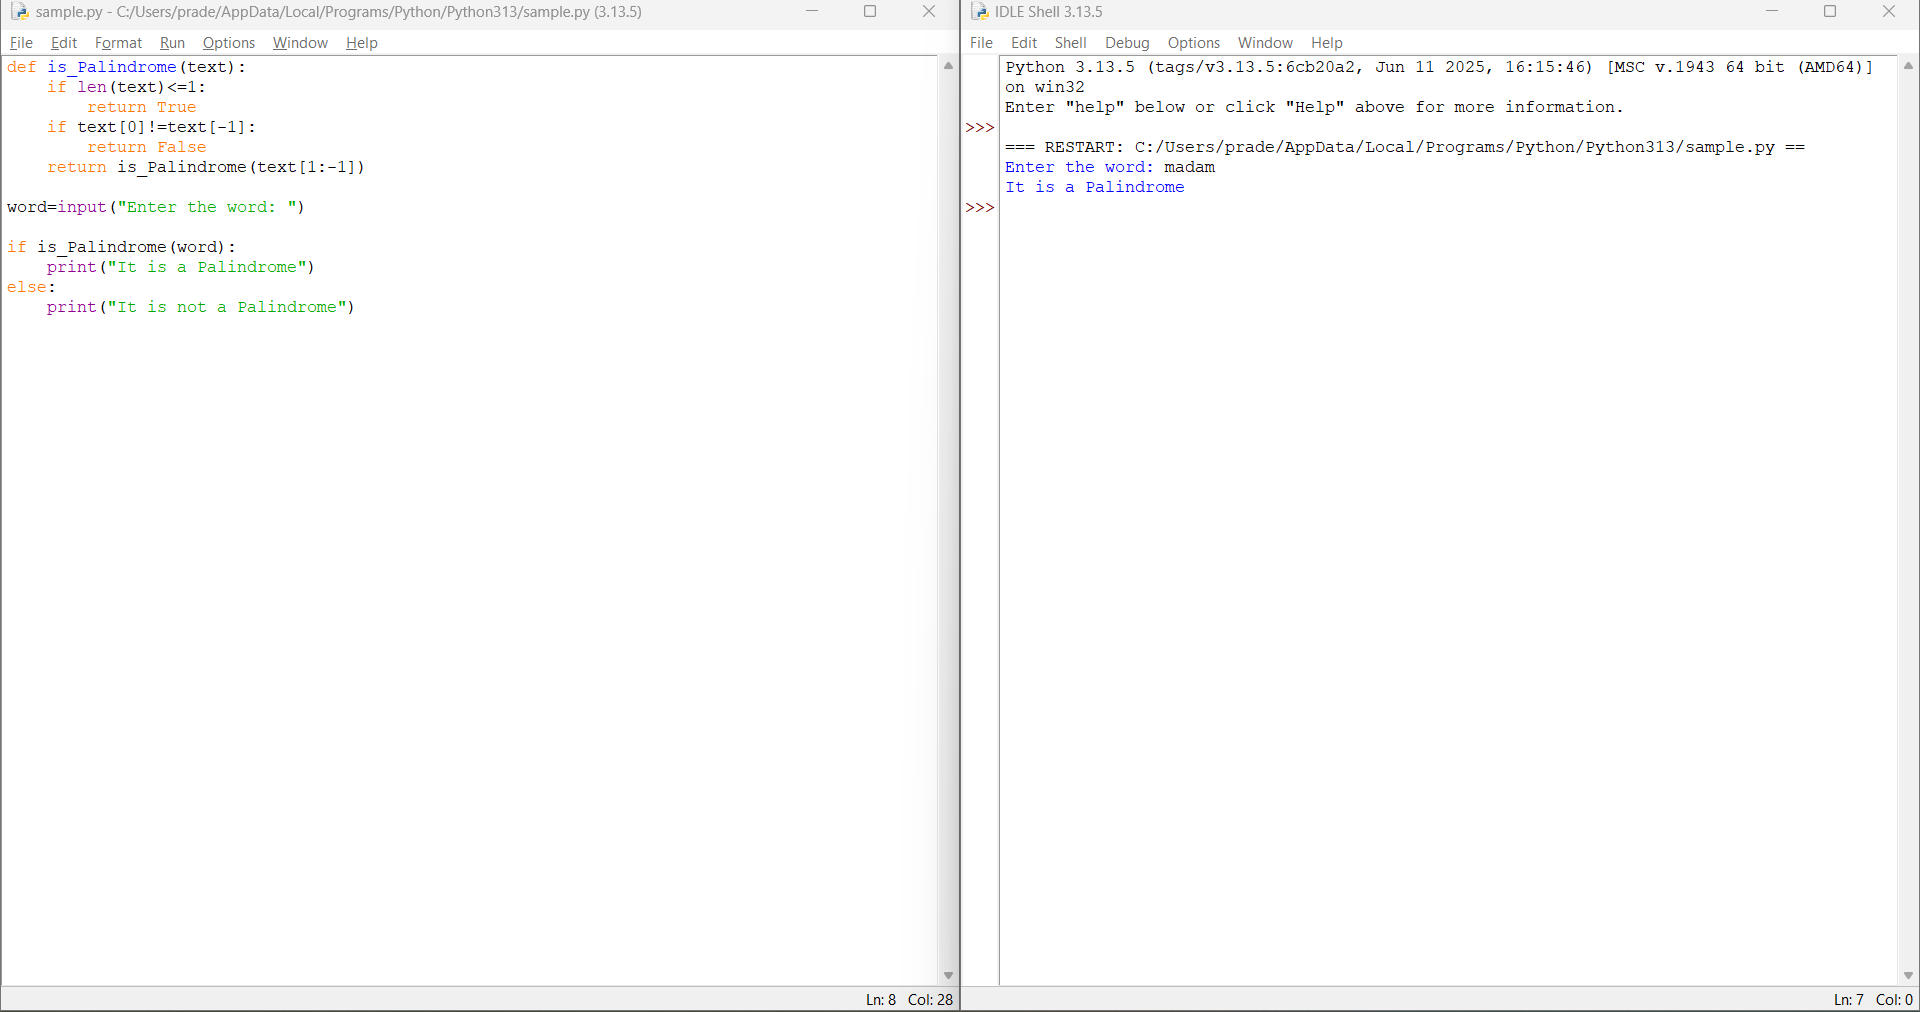 sample.py - C:/Users/prade/AppData/Local/Programs/Python/Python313/sample.py (3.13.5)
File Edit Format Run Options Window Help
def is_Palindrome(text):
    if len(text)<=1:
        return True
    if text[0]!=text[-1]:
        return False
    return is_Palindrome(text[1:-1])
word=input("Enter the word: ")
if is_Palindrome(word):
    print("It is a Palindrome")
else:
    print("It is not a Palindrome")
Ln: 8 Col: 28
IDLE Shell 3.13.5
File Edit Shell Debug Options Window Help
Python 3.13.5 (tags/v3.13.5:6cb20a2, Jun 11 2025, 16:15:46) [MSC v.1943 64 bit (AMD64)]
on win32
Enter "help" below or click "Help" above for more information.
>>>
=== RESTART: C:/Users/prade/AppData/Local/Programs/Python/Python313/sample.py ==
Enter the word: madam
It is a Palindrome
>>>
Ln: 7 Col: 0